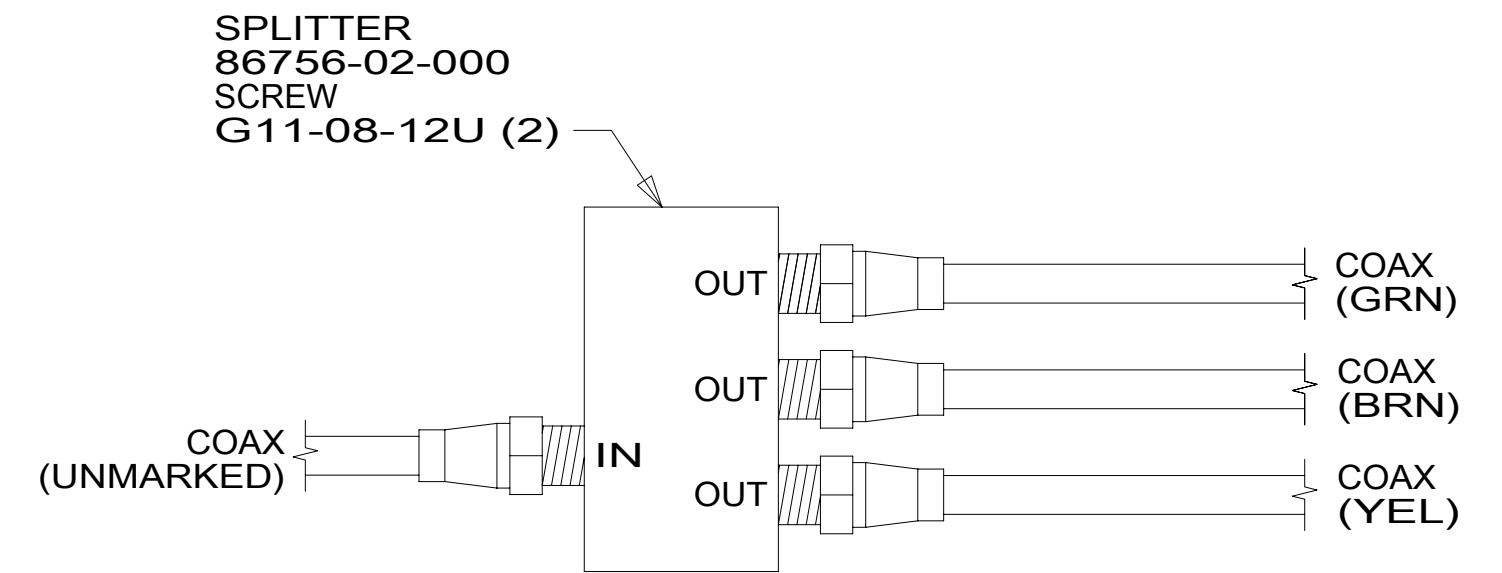 SPLITTER
86756-02-000
SCREW
G11-08-12U (2)
OUT
COAX
(GRN)
OUT
COAX
(BRN)
COAX
(UNMARKED)
IN
OUT
COAX
(YEL)